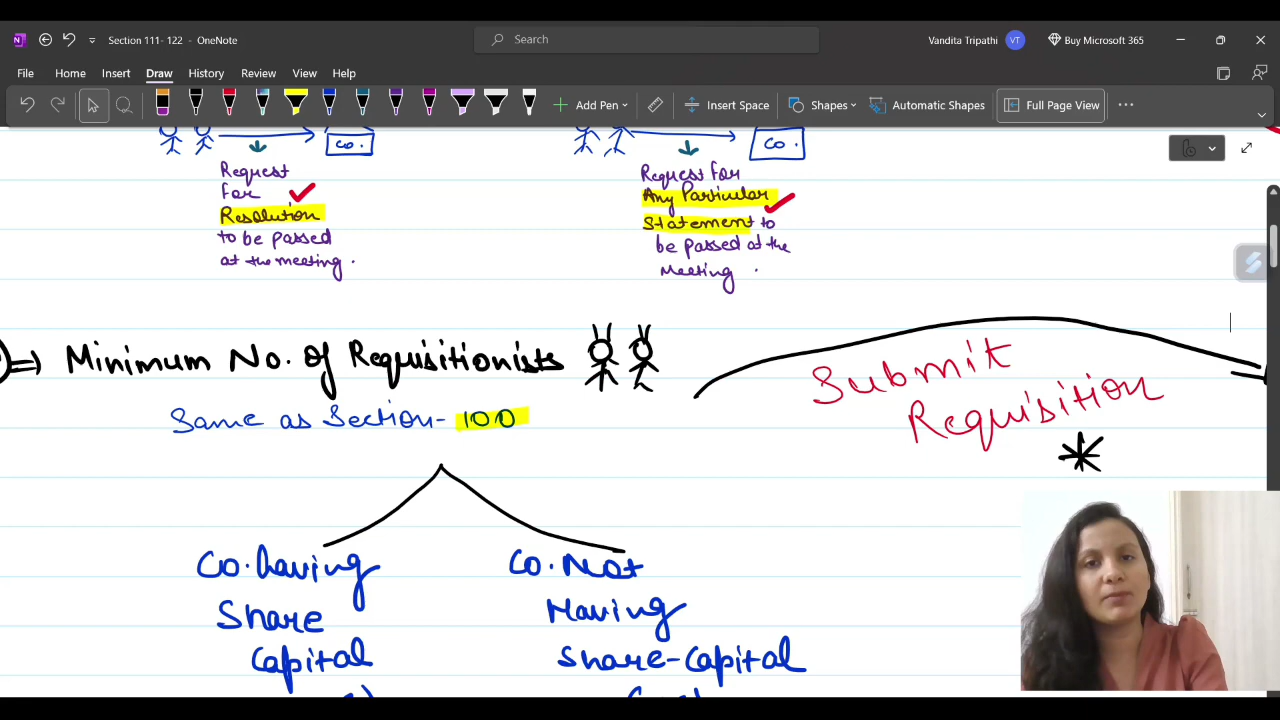 Section 111- 122 - OneNote
Search
Vandita Tripathi
VT
Buy Microsoft 365
File
Home
Insert
Draw
History
Review
View
Help
Add Pen
Insert Space
Shapes
Automatic Shapes
Full Page View
Co.
Request
For
Resolution
to be passed
at the meeting.
Co.
Request For
Any Particular
Statement to
be passed at the
Meeting.
Minimum No. of Requisitionists
Same as Section- 100
Submit
Requisition
Co. having
Share
Capital
Co. Not
Having
Share-Capital